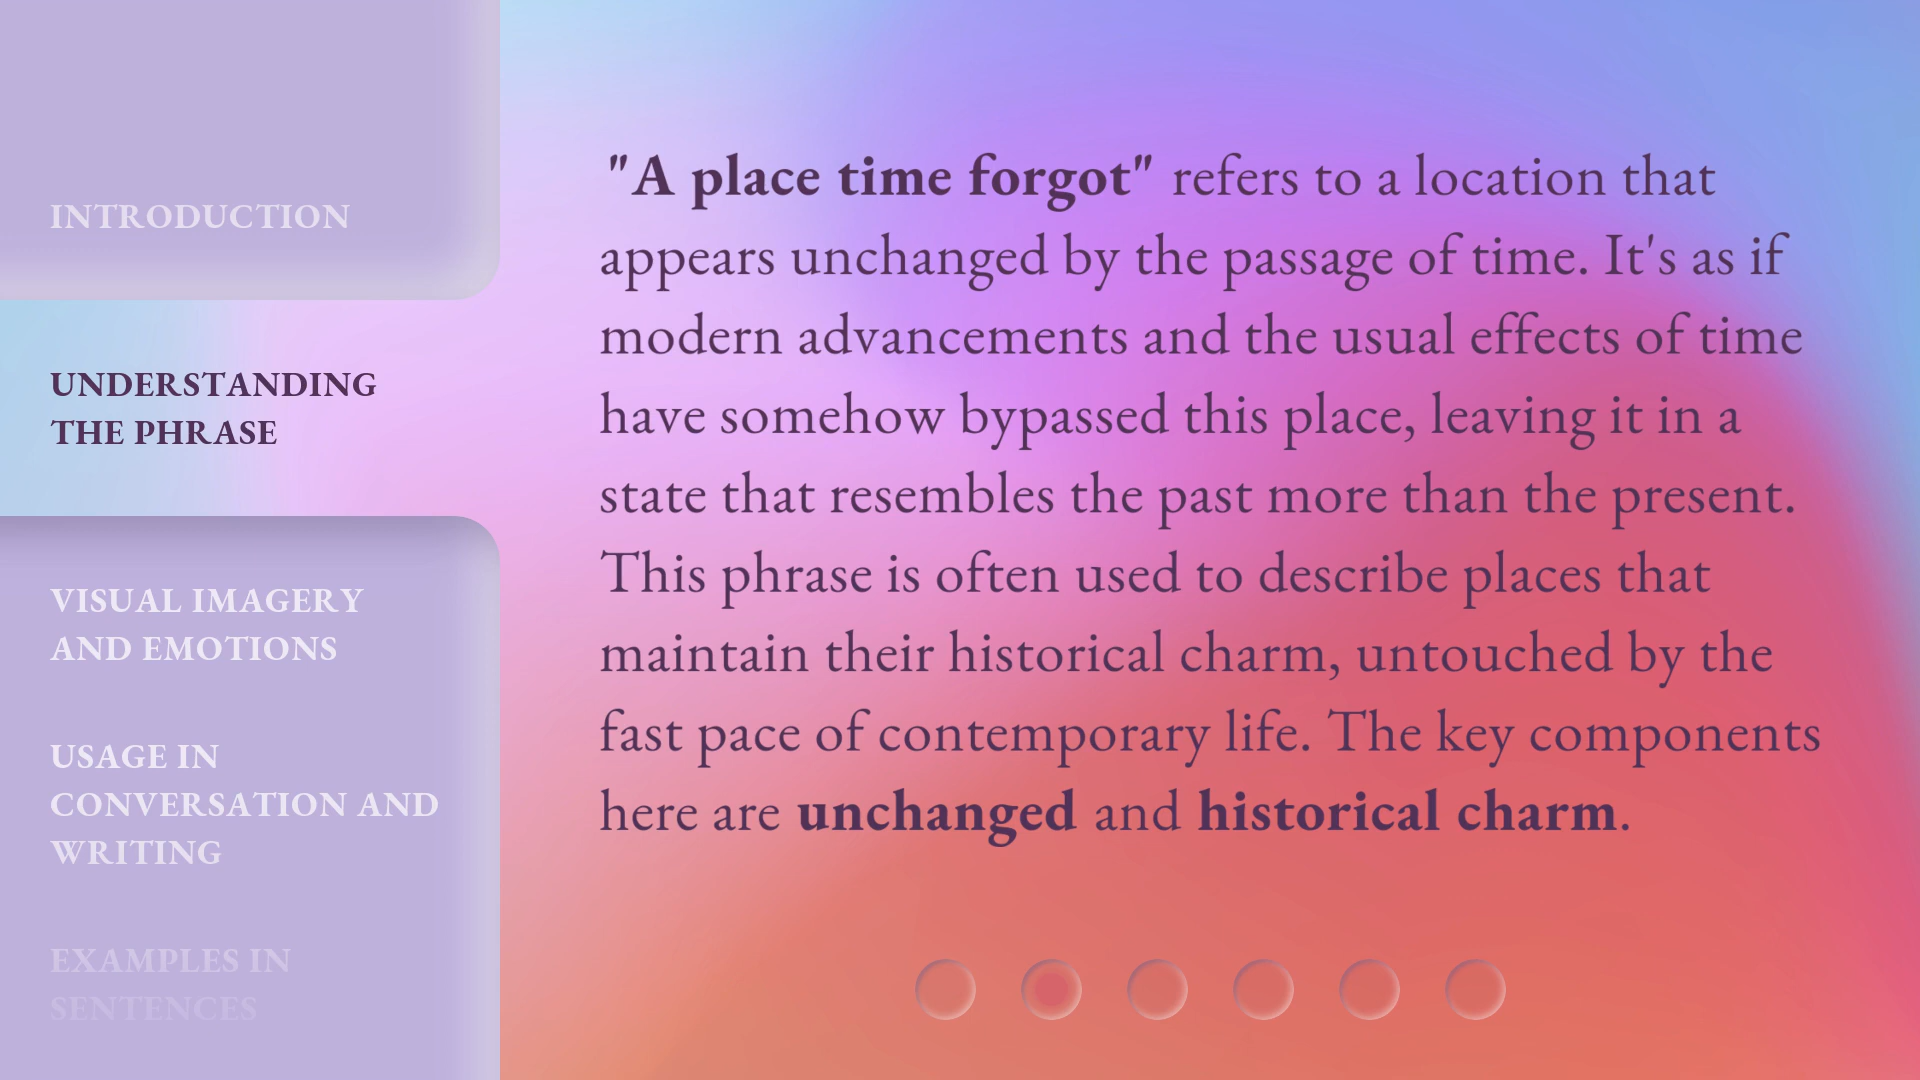 INTRODUCTION
UNDERSTANDING
THE PHRASE
VISUAL IMAGERY
AND EMOTIONS
USAGE IN
CONVERSATION AND
WRITING
EXAMPLES IN
SENTENCES
"A place time forgot" refers to a location that
appears unchanged by the passage of time. It's as if
modern advancements and the usual effects of time
have somehow bypassed this place, leaving it in a
state that resembles the past more than the present.
This phrase is often used to describe places that
maintain their historical charm, untouched by the
fast pace of contemporary life. The key components
here are unchanged and historical charm.